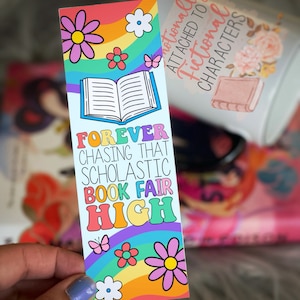 FOREVER
CHASING THAT
SCHOLASTIC
BOOK FAIR
HIGH
ATTACHED TO
Fictional
CHARACTERS